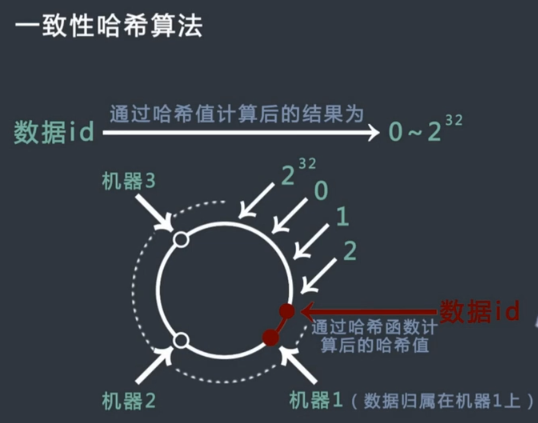 一致性哈希算法
通过哈希值计算后的结果为
数据id
0~2³²
机器3
2³²
0
1
2
数据id
通过哈希函数计
算后的哈希值
机器2
机器1（数据归属在机器1上）